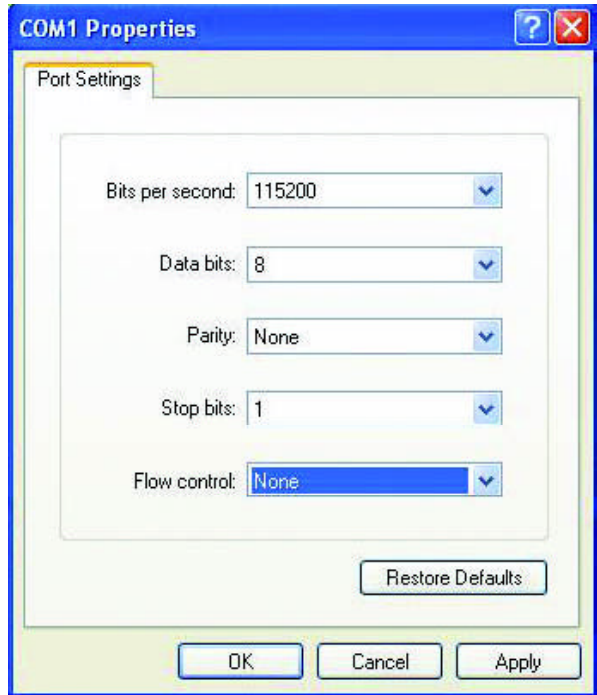 COM1 Properties
Port Settings
Bits per second: 115200
Data bits: 8
Parity: None
Stop bits: 1
Flow control: None
Restore Defaults
OK Cancel Apply